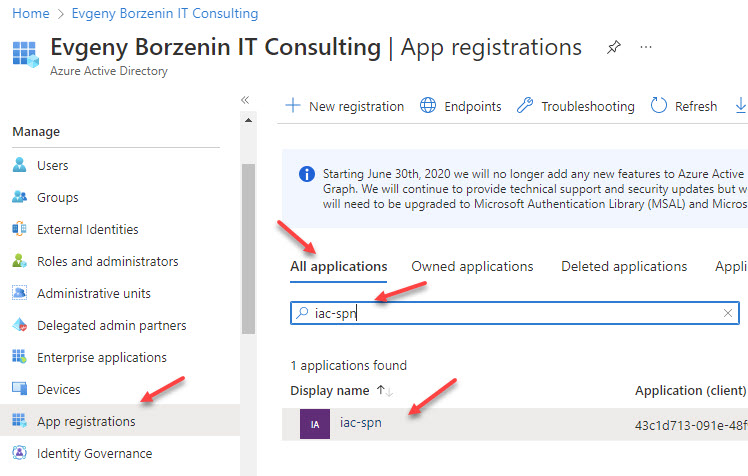 Home > Evgeny Borzenin IT Consulting >
Evgeny Borzenin IT Consulting | App registrations
Azure Active Directory
Manage
Users
Groups
External Identities
Roles and administrators
Administrative units
Delegated admin partners
Enterprise applications
Devices
App registrations
Identity Governance
New registration Endpoints Troubleshooting Refresh
Starting June 30th, 2020 we will no longer add any new features to Azure Active
Graph. We will continue to provide technical support and security updates but w
will need to be upgraded to Microsoft Authentication Library (MSAL) and Micros
All applications Owned applications Deleted applications Appli
iac-spn
1 applications found
Display name Application (client)
IA iac-spn 43c1d713-091e-48f